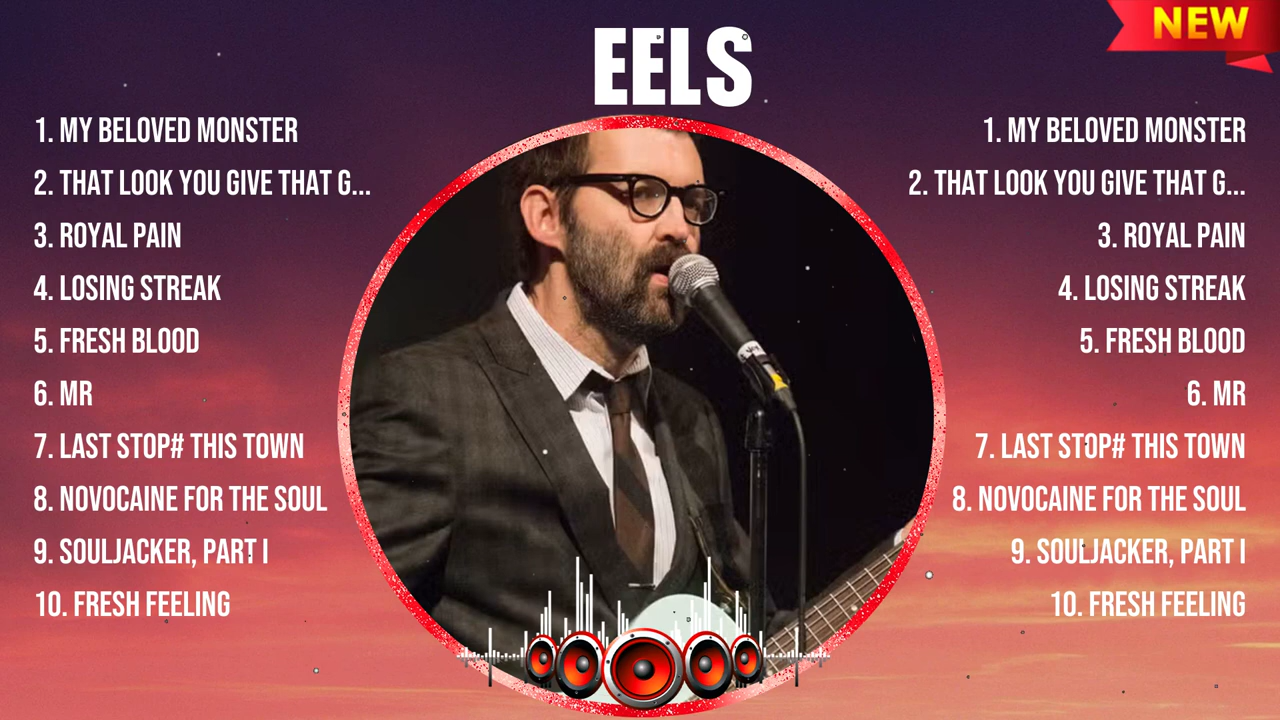 EELS
NEW
1. MY BELOVED MONSTER
2. THAT LOOK YOU GIVE THAT G...
3. ROYAL PAIN
4. LOSING STREAK
5. FRESH BLOOD
6. MR
7. LAST STOP# THIS TOWN
8. NOVOCAINE FOR THE SOUL
9. SOULJACKER, PART I
10. FRESH FEELING
1. MY BELOVED MONSTER
2. THAT LOOK YOU GIVE THAT G...
3. ROYAL PAIN
4. LOSING STREAK
5. FRESH BLOOD
6. MR
7. LAST STOP# THIS TOWN
8. NOVOCAINE FOR THE SOUL
9. SOULJACKER, PART I
10. FRESH FEELING